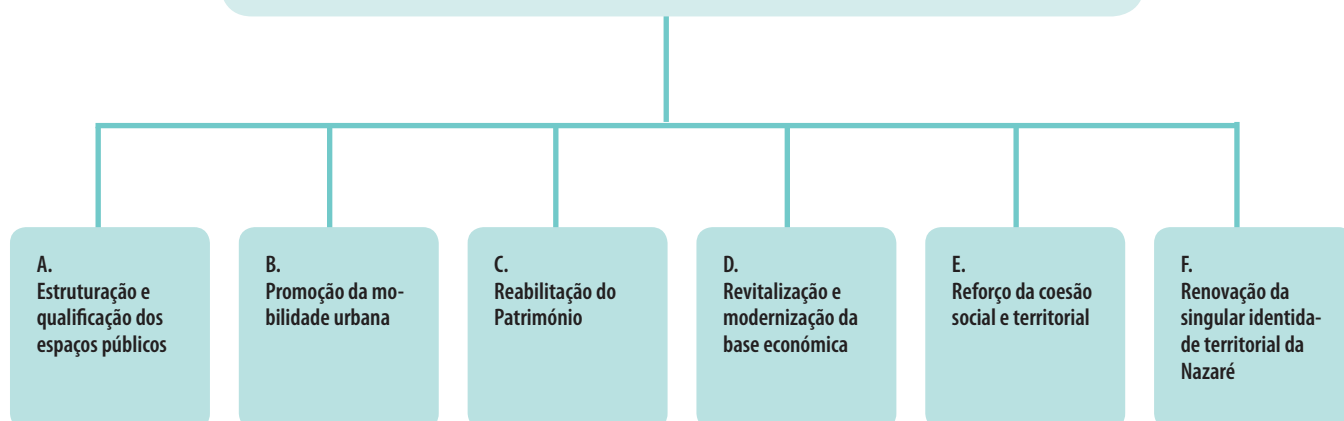 A.
Estruturação e
qualificação dos
espaços públicos
B.
Promoção da mo-
bilidade urbana
C.
Reabilitação do
Património
D.
Revitalização e
modernização da
base económica
E.
Reforço da coesão
social e territorial
F.
Renovação da
singular identida-
de territorial da
Nazaré